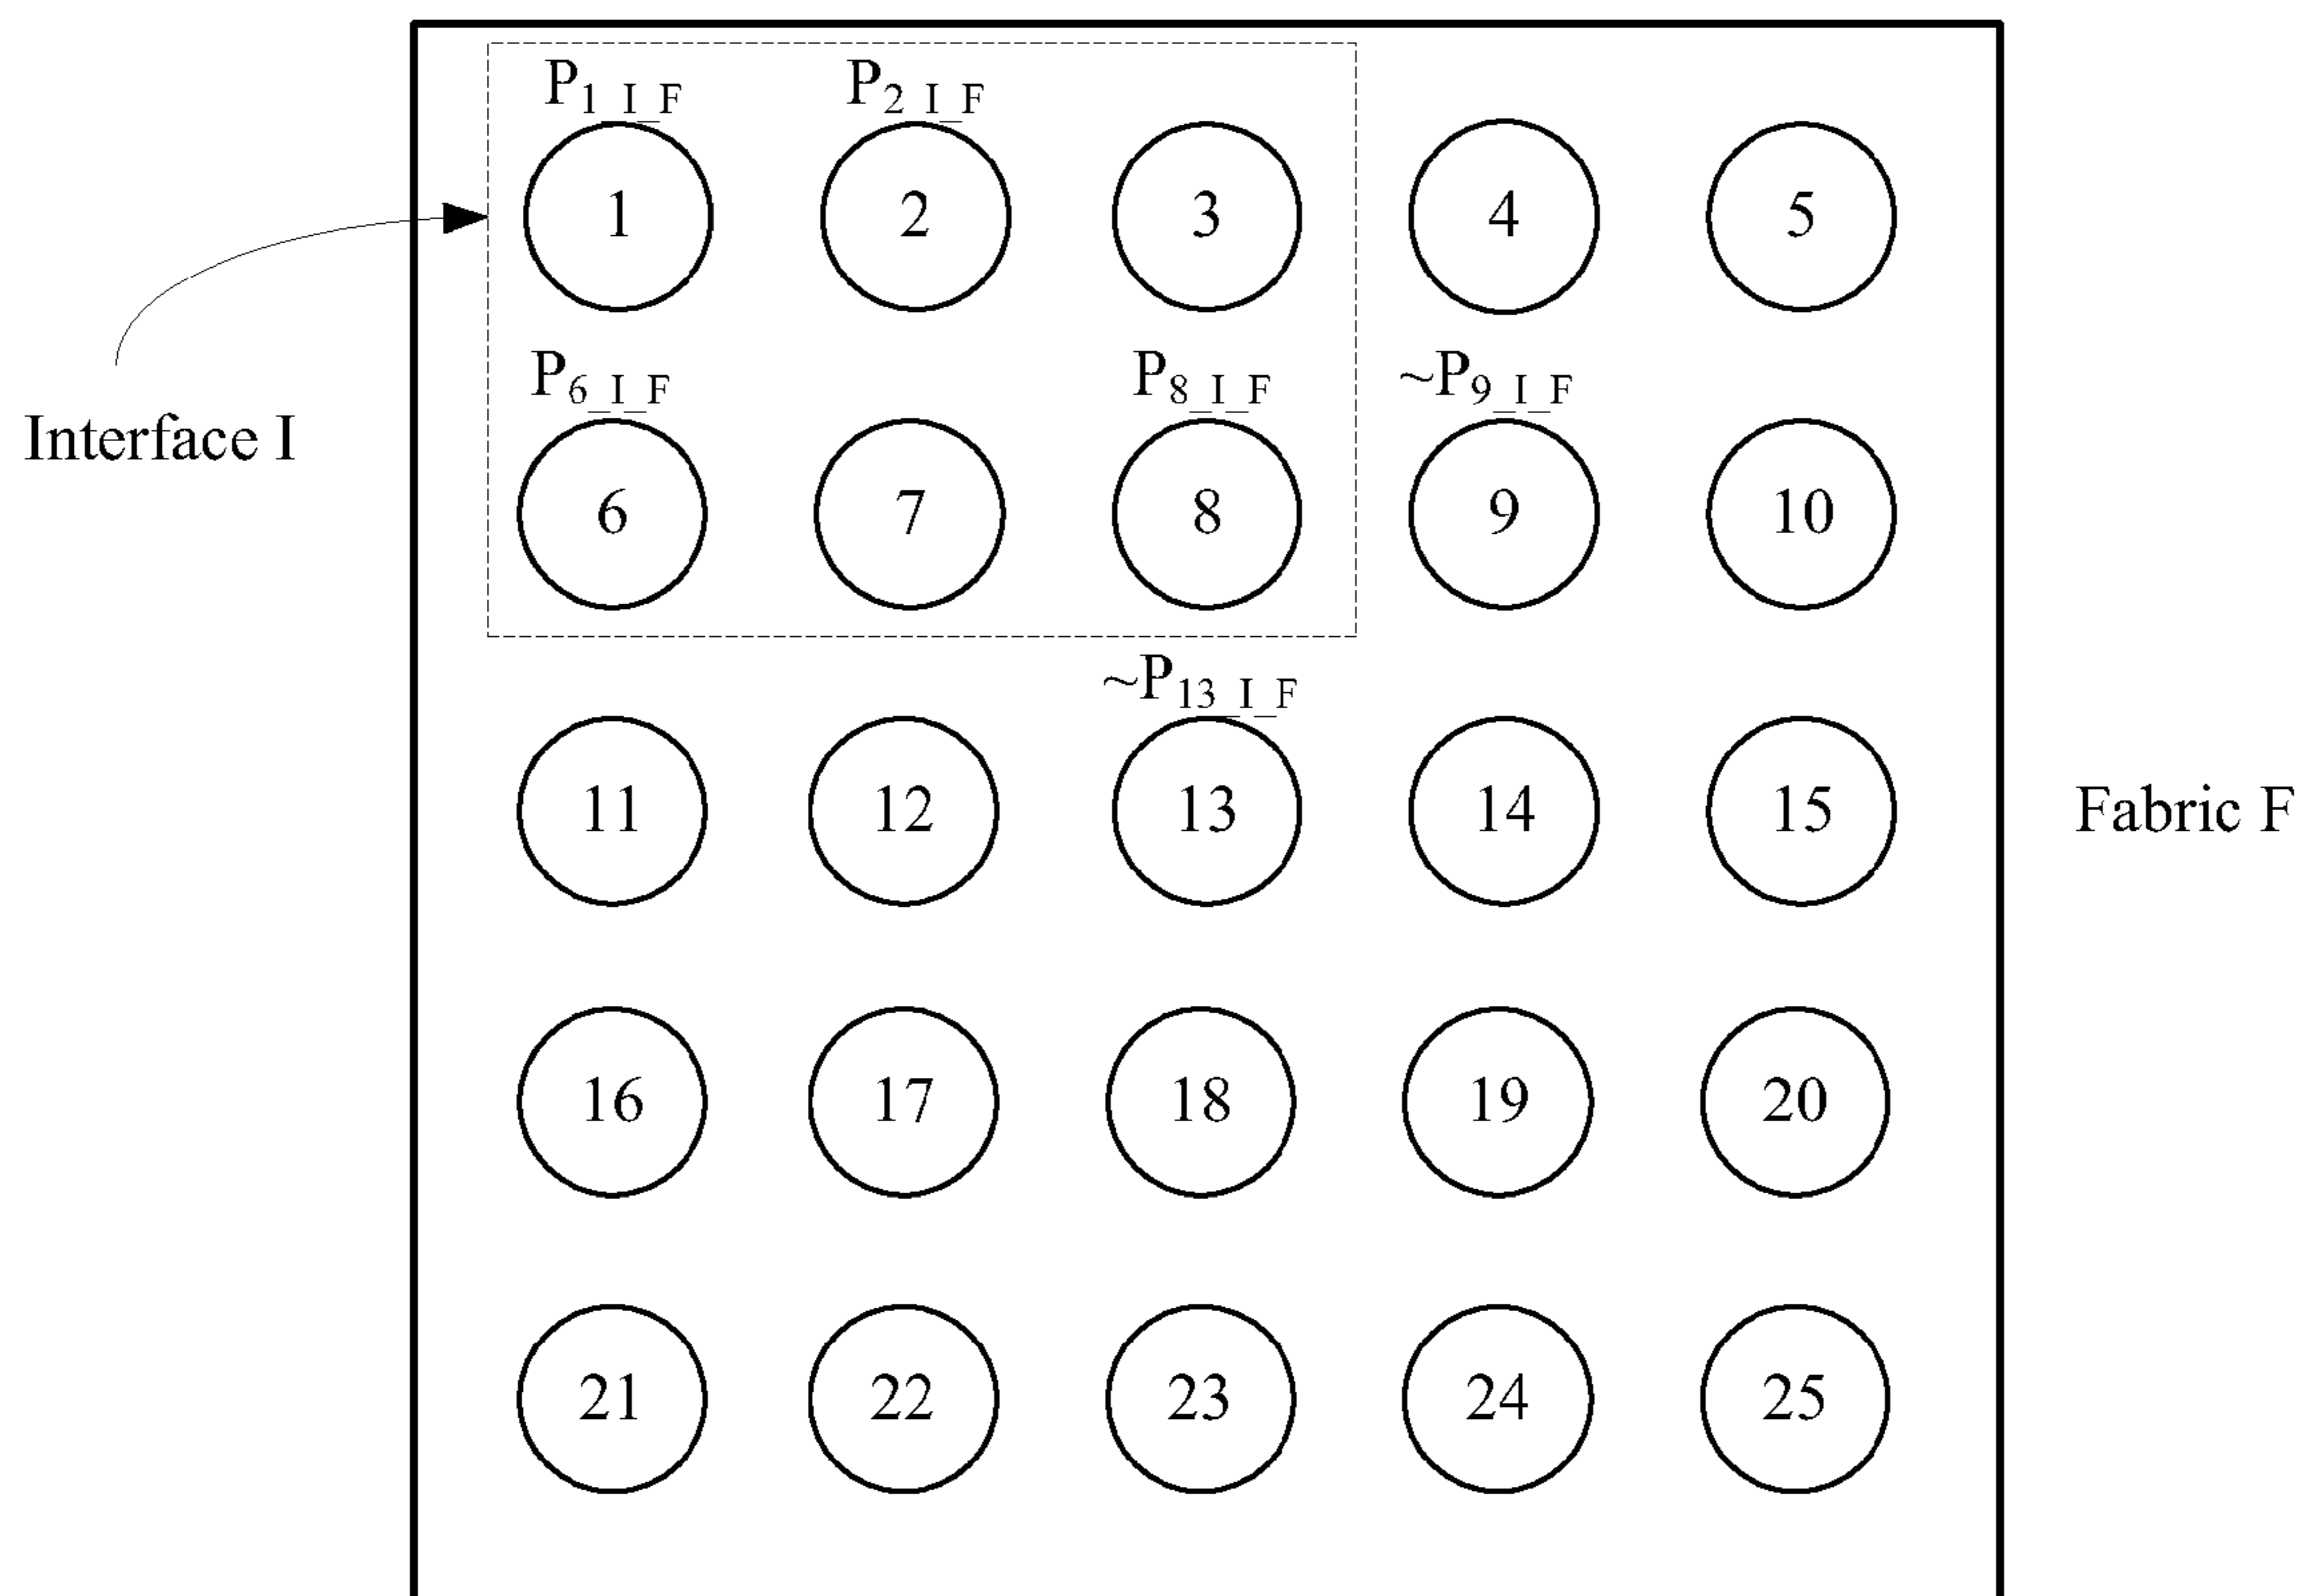 P1_I_F P2_I_F
1 2 3 4 5
P6_I_F P8_I_F ~P9_I_F
Interface I
6 7 8 9 10
~P13_I_F
11 12 13 14 15
Fabric F
16 17 18 19 20
21 22 23 24 25